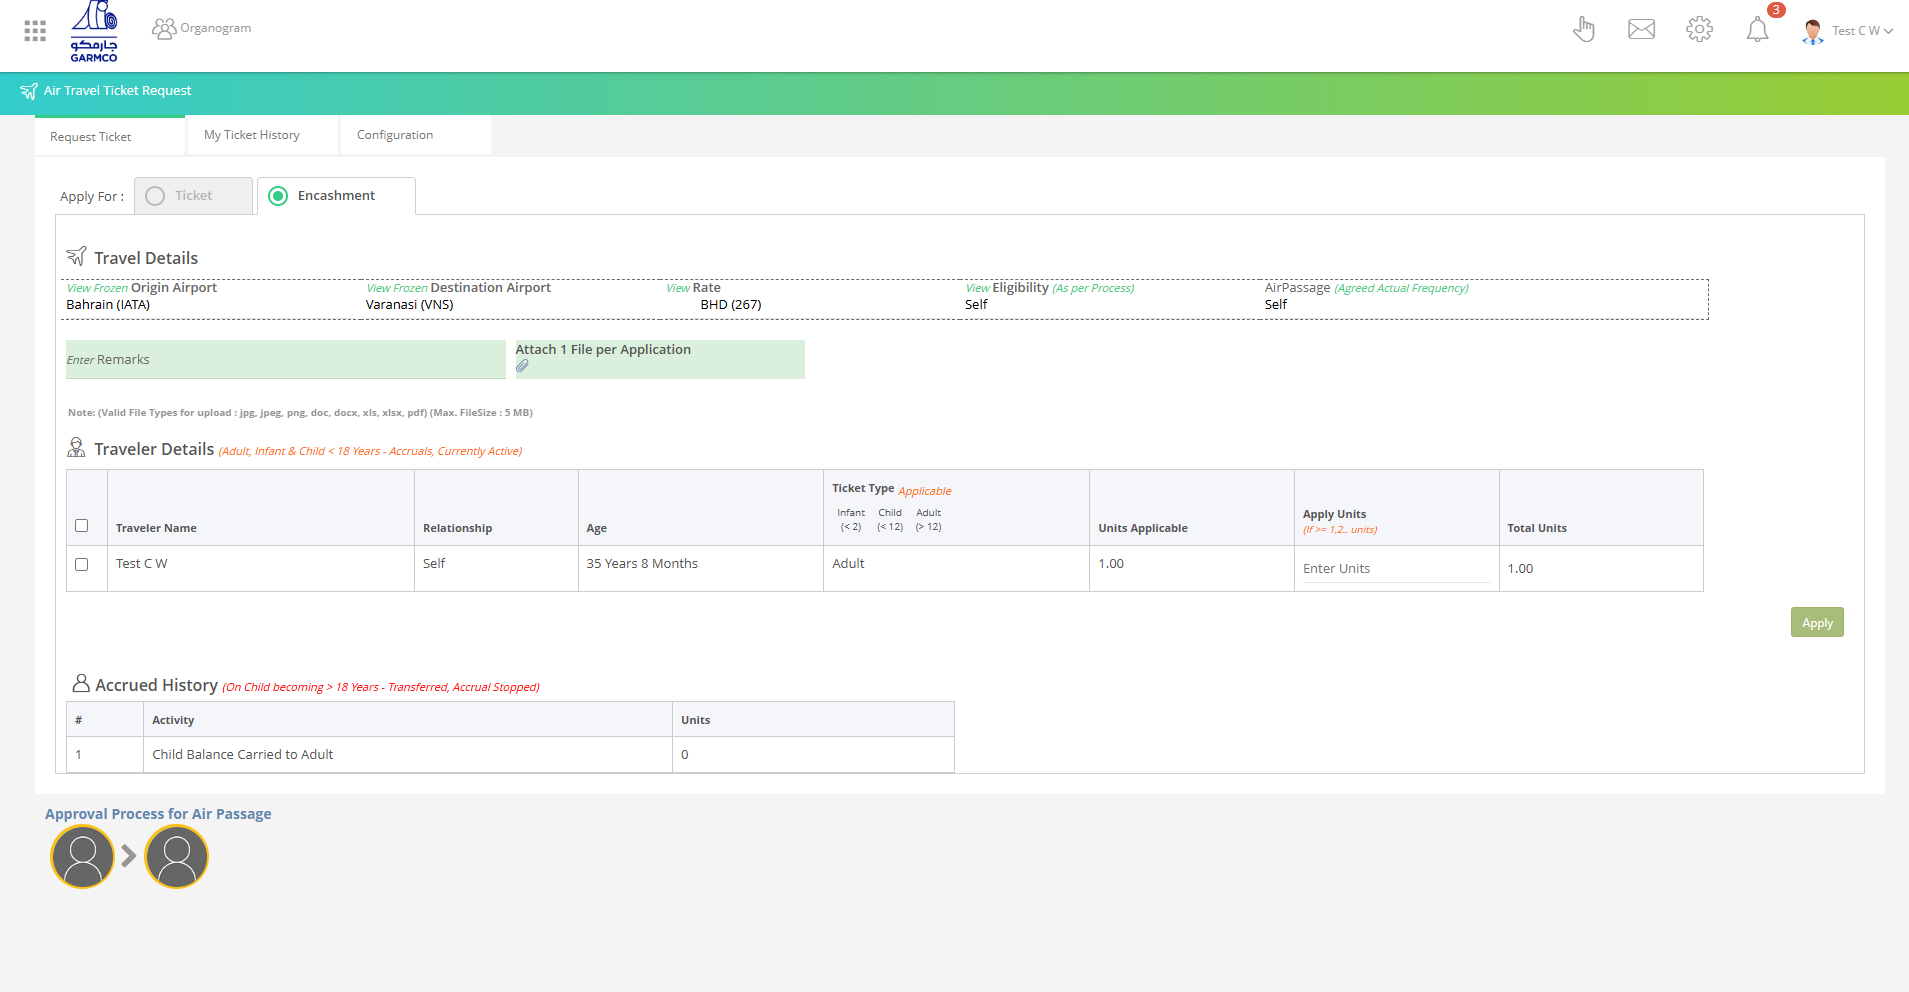 جارمكو
GARMCO
Organogram
3
Test C W
Air Travel Ticket Request
Request Ticket
My Ticket History
Configuration
Apply For :
Ticket
Encashment
Travel Details
View Frozen Origin Airport
Bahrain (IATA)
View Frozen Destination Airport
Varanasi (VNS)
View Rate
BHD (267)
View Eligibility (As per Process)
Self
AirPassage (Agreed Actual Frequency)
Self
Enter Remarks
Attach 1 File per Application
Note: (Valid File Types for upload : jpg, jpeg, png, doc, docx, xls, xlsx, pdf) (Max. FileSize : 5 MB)
Traveler Details (Adult, Infant & Child < 18 Years - Accruals, Currently Active)
Traveler Name
Relationship
Age
Ticket Type Applicable
Infant Child Adult
(< 2) (< 12) (> 12)
Units Applicable
Apply Units
(If >= 1,2.. units)
Total Units
Test C W
Self
35 Years 8 Months
Adult
1.00
Enter Units
1.00
Apply
Accrued History (On Child becoming > 18 Years - Transferred, Accrual Stopped)
# Activity Units
1 Child Balance Carried to Adult 0
Approval Process for Air Passage